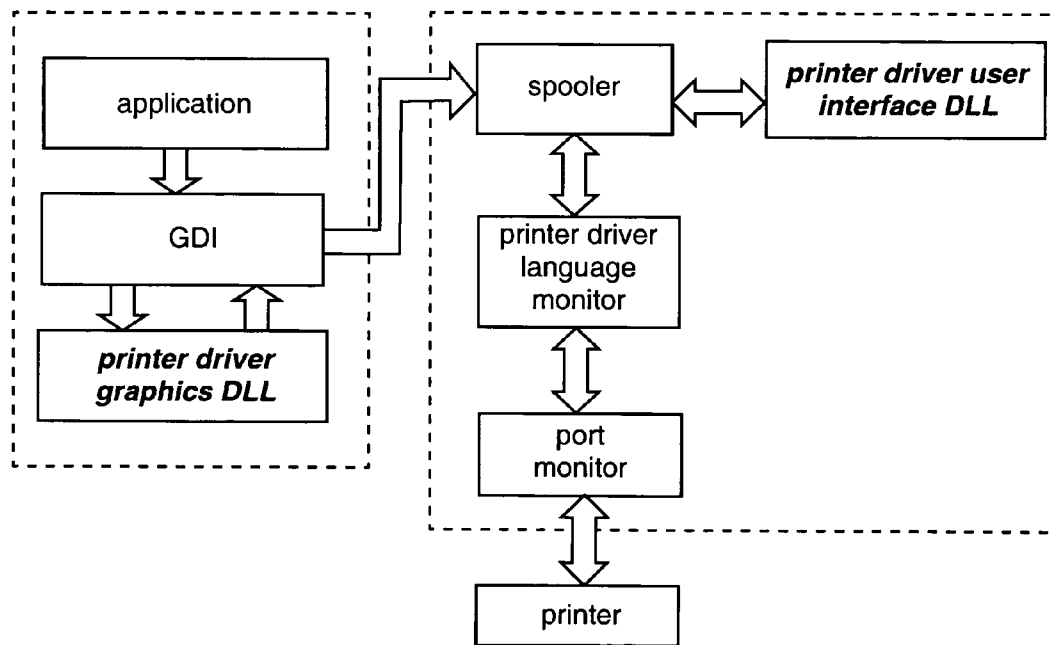 application
GDI
printer driver
graphics DLL
spooler
printer driver user
interface DLL
printer driver
language
monitor
port
monitor
printer